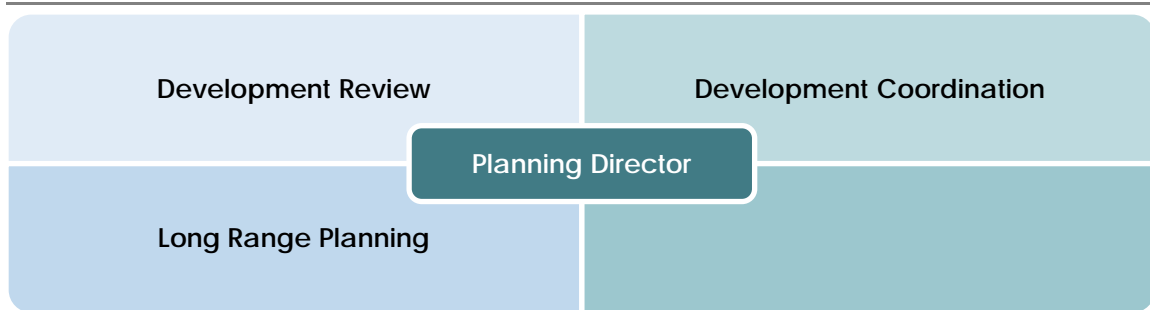 Development Review
Development Coordination
Planning Director
Long Range Planning